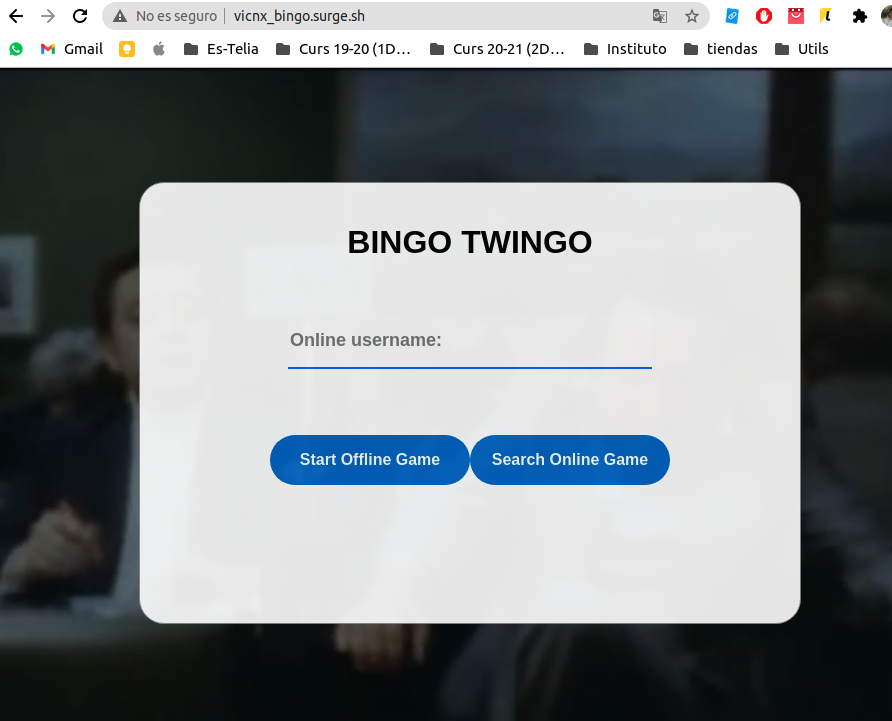 No es seguro vicnx_bingo.surge.sh
Gmail Es-Telia Curs 19-20 (1D... Curs 20-21 (2D... Instituto tiendas Utils
BINGO TWINGO
Online username:
Start Offline Game Search Online Game